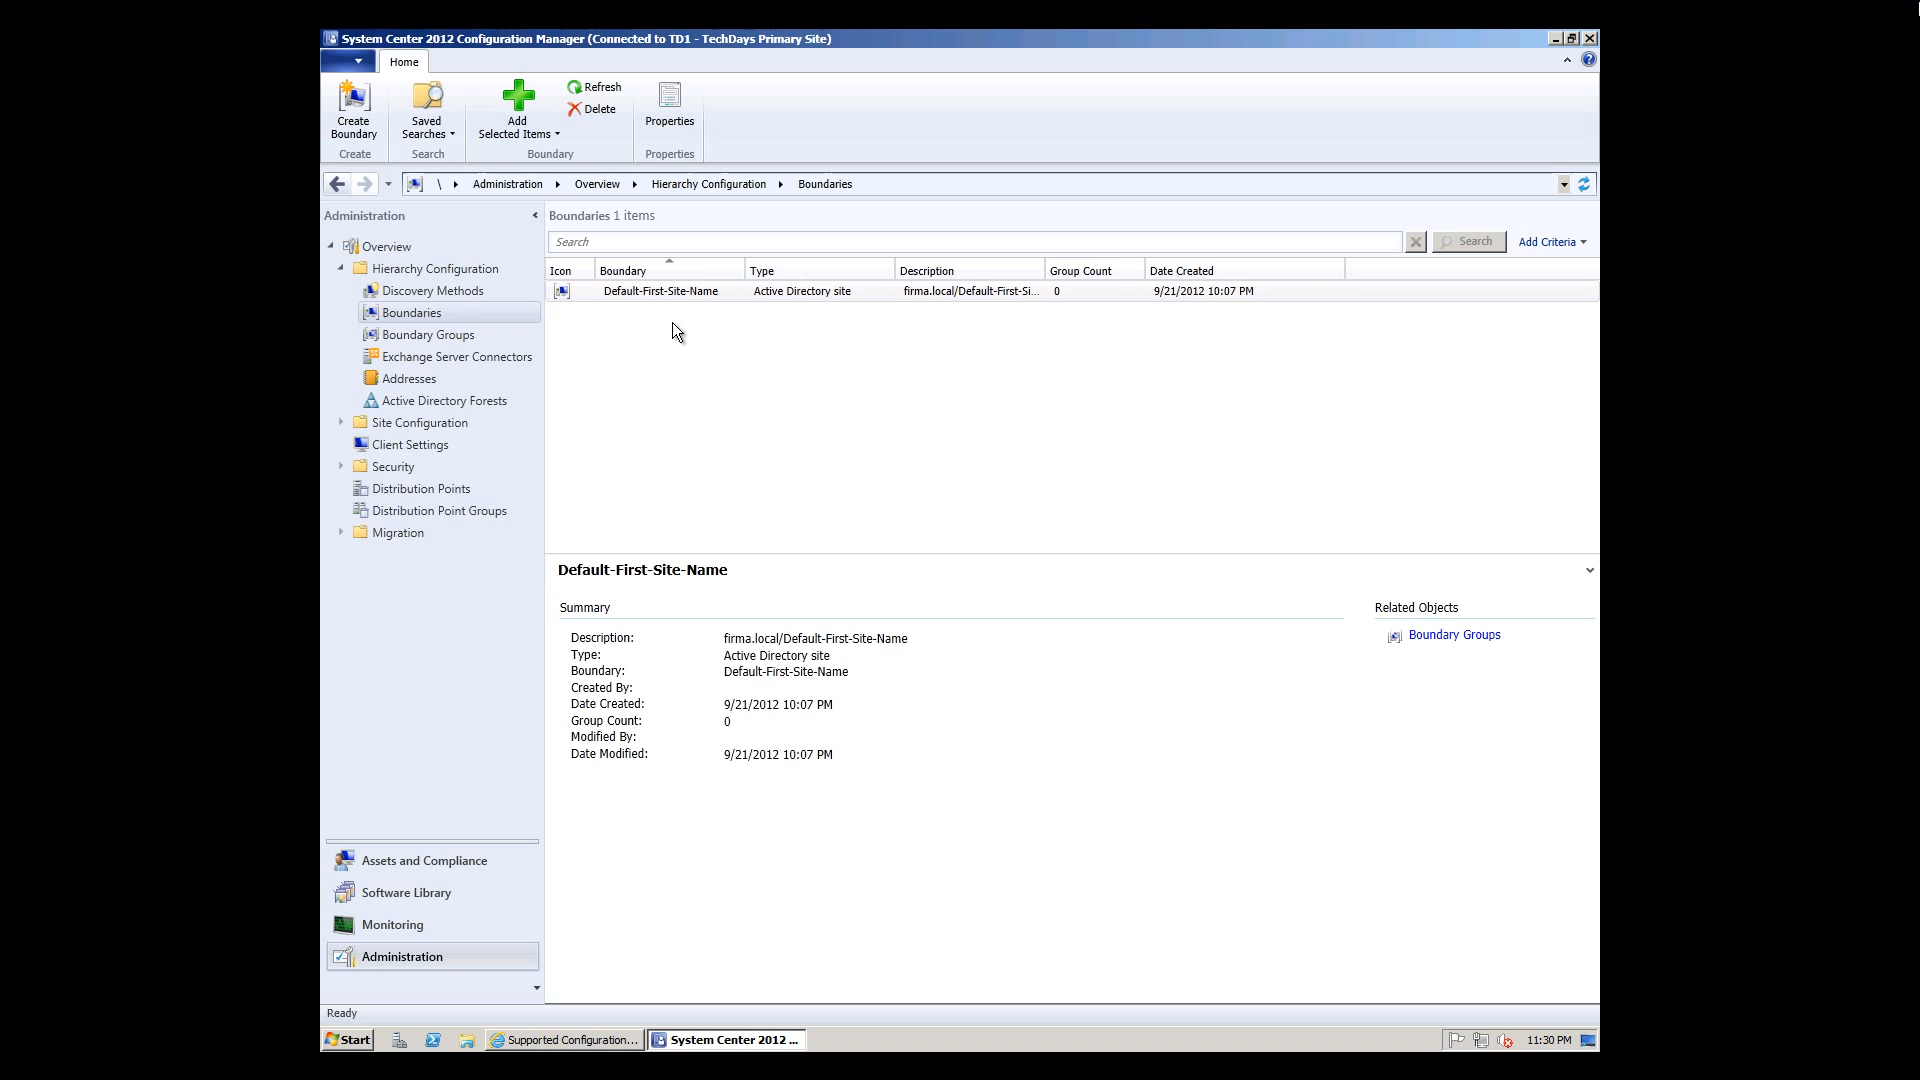 System Center 2012 Configuration Manager (Connected to TD1 - TechDays Primary Site)
Home
Create Boundary
Saved Searches
Add Selected Items
Refresh
Delete
Properties
Create
Search
Boundary
Properties
\ Administration Overview Hierarchy Configuration Boundaries
Administration
Overview
Hierarchy Configuration
Discovery Methods
Boundaries
Boundary Groups
Exchange Server Connectors
Addresses
Active Directory Forests
Site Configuration
Client Settings
Security
Distribution Points
Distribution Point Groups
Migration
Assets and Compliance
Software Library
Monitoring
Administration
Boundaries 1 items
Search
Search
Add Criteria
Icon Boundary Type Description Group Count Date Created
Default-First-Site-Name Active Directory site firma.local/Default-First-Si... 0 9/21/2012 10:07 PM
Default-First-Site-Name
Summary
Description: firma.local/Default-First-Site-Name
Type: Active Directory site
Boundary: Default-First-Site-Name
Created By:
Date Created: 9/21/2012 10:07 PM
Group Count: 0
Modified By:
Date Modified: 9/21/2012 10:07 PM
Related Objects
Boundary Groups
Ready
Start
Supported Configuration...
System Center 2012 ...
11:30 PM